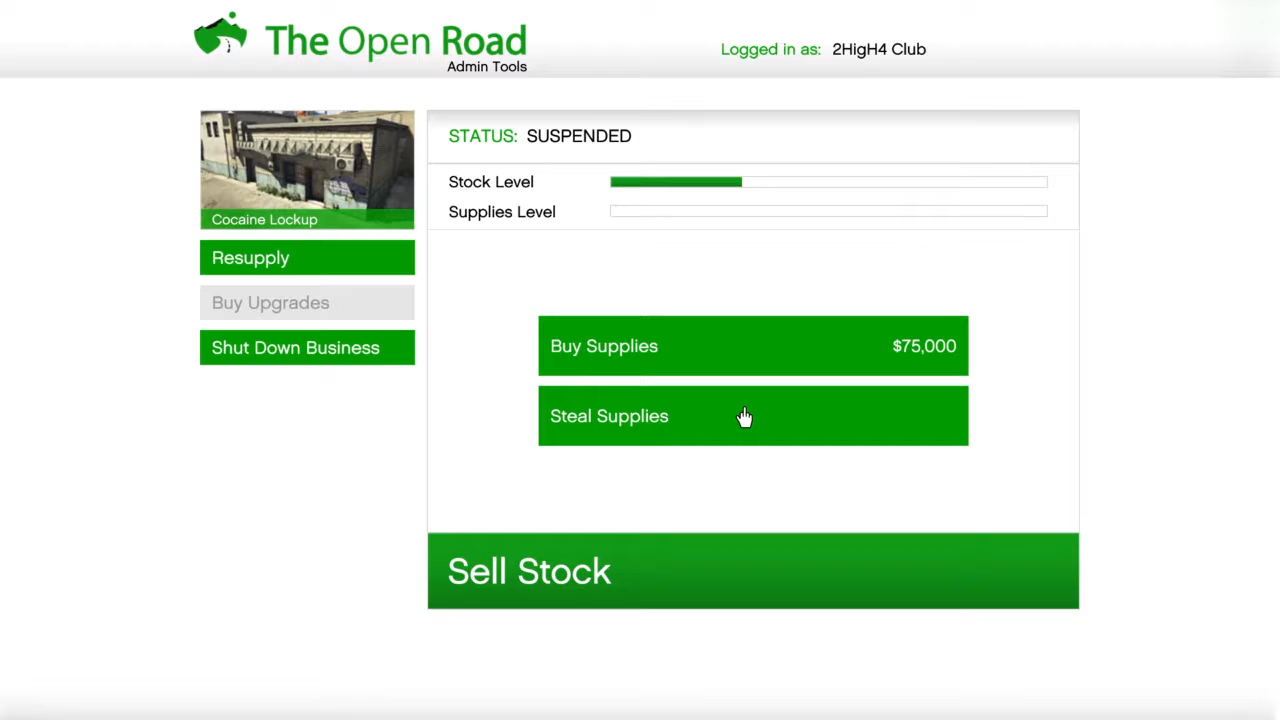 The Open Road
Admin Tools
Logged in as: 2HigH4 Club
Cocaine Lockup
Resupply
Buy Upgrades
Shut Down Business
STATUS: SUSPENDED
Stock Level
Supplies Level
Buy Supplies $75,000
Steal Supplies
Sell Stock